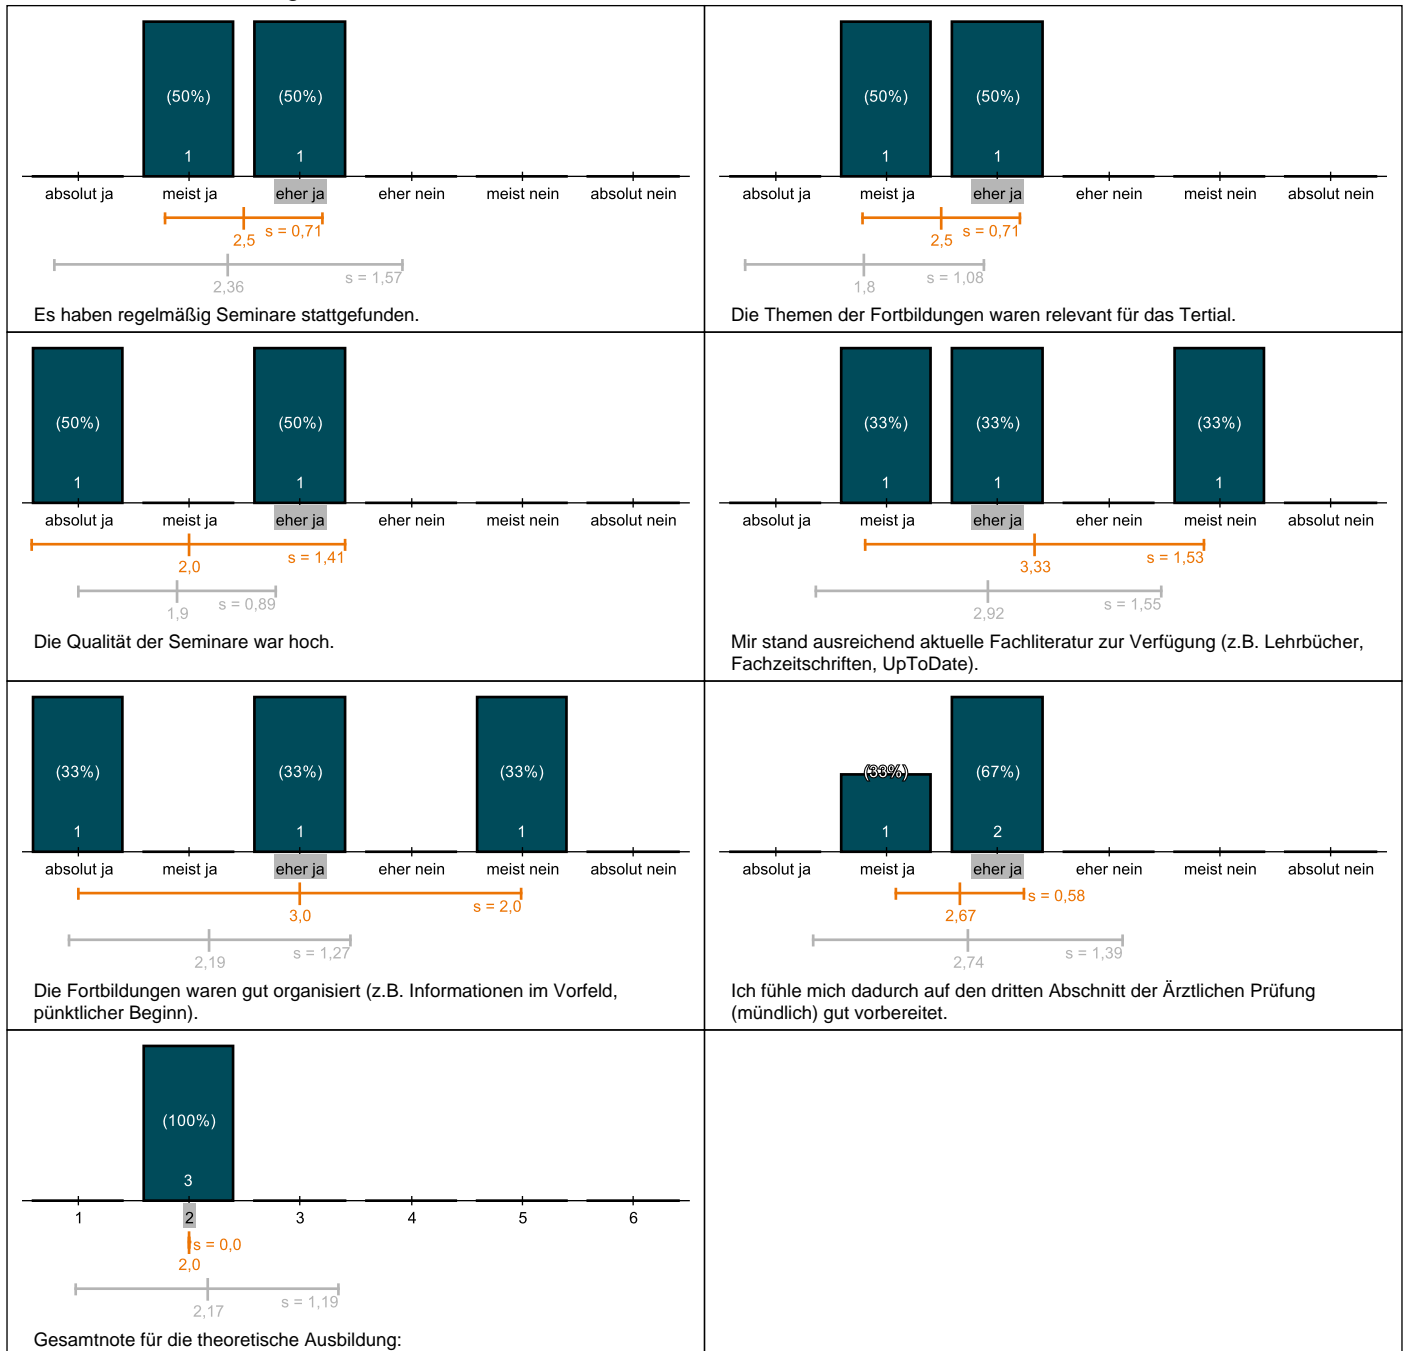 (50%) (50%)
1 1
absolut ja meist ja eher ja eher nein meist nein absolut nein
s = 0,71
2,5
s = 1,57
2,36
Es haben regelmäßig Seminare stattgefunden.
(50%) (50%)
1 1
absolut ja meist ja eher ja eher nein meist nein absolut nein
s = 0,71
2,5
s = 1,08
1,8
Die Themen der Fortbildungen waren relevant für das Tertial.
(50%) (50%)
1 1
absolut ja meist ja eher ja eher nein meist nein absolut nein
s = 1,41
2,0
s = 0,89
1,9
Die Qualität der Seminare war hoch.
(33%) (33%) (33%)
1 1 1
absolut ja meist ja eher ja eher nein meist nein absolut nein
s = 1,53
3,33
s = 1,55
2,92
Mir stand ausreichend aktuelle Fachliteratur zur Verfügung (z.B. Lehrbücher,
Fachzeitschriften, UpToDate).
(33%) (33%) (33%)
1 1 1
absolut ja meist ja eher ja eher nein meist nein absolut nein
s = 2,0
3,0
s = 1,27
2,19
Die Fortbildungen waren gut organisiert (z.B. Informationen im Vorfeld,
pünktlicher Beginn).
(33%) (67%)
1 2
absolut ja meist ja eher ja eher nein meist nein absolut nein
s = 0,58
2,67
s = 1,39
2,74
Ich fühle mich dadurch auf den dritten Abschnitt der Ärztlichen Prüfung
(mündlich) gut vorbereitet.
(100%)
3
1 2 3 4 5 6
s = 0,0
2,0
s = 1,19
2,17
Gesamtnote für die theoretische Ausbildung: